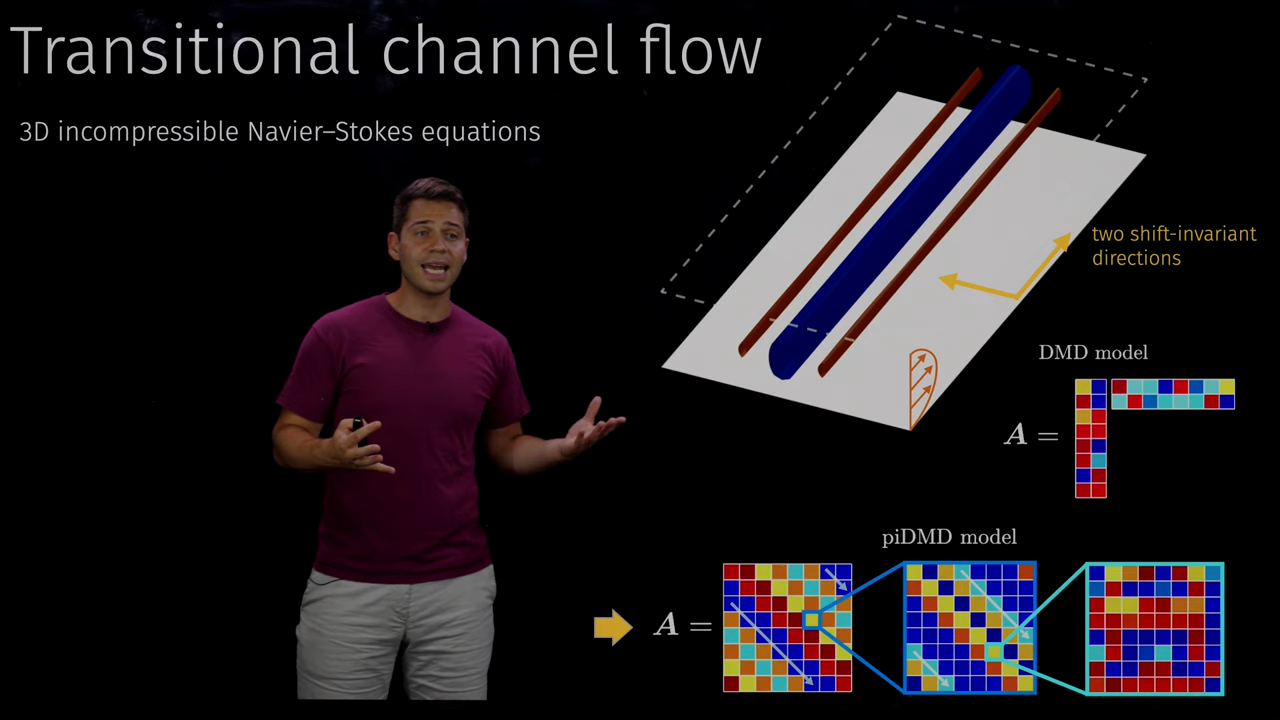 Transitional channel flow
3D incompressible Navier–Stokes equations
two shift-invariant
directions
DMD model
A =
piDMD model
A =